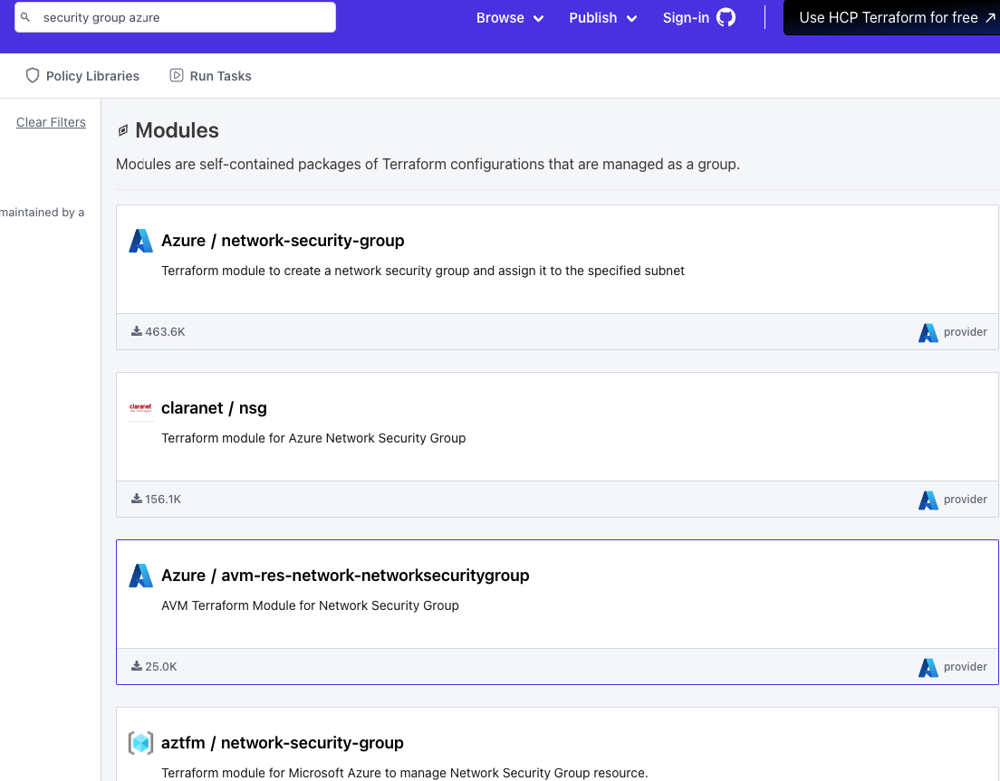 security group azure
Browse
Publish
Sign-in
Use HCP Terraform for free
Policy Libraries
Run Tasks
Clear Filters
maintained by a
Modules
Modules are self-contained packages of Terraform configurations that are managed as a group.
Azure / network-security-group
Terraform module to create a network security group and assign it to the specified subnet
463.6K
provider
claranet
claranet / nsg
Terraform module for Azure Network Security Group
156.1K
provider
Azure / avm-res-network-networksecuritygroup
AVM Terraform Module for Network Security Group
25.0K
provider
aztfm / network-security-group
Terraform module for Microsoft Azure to manage Network Security Group resource.